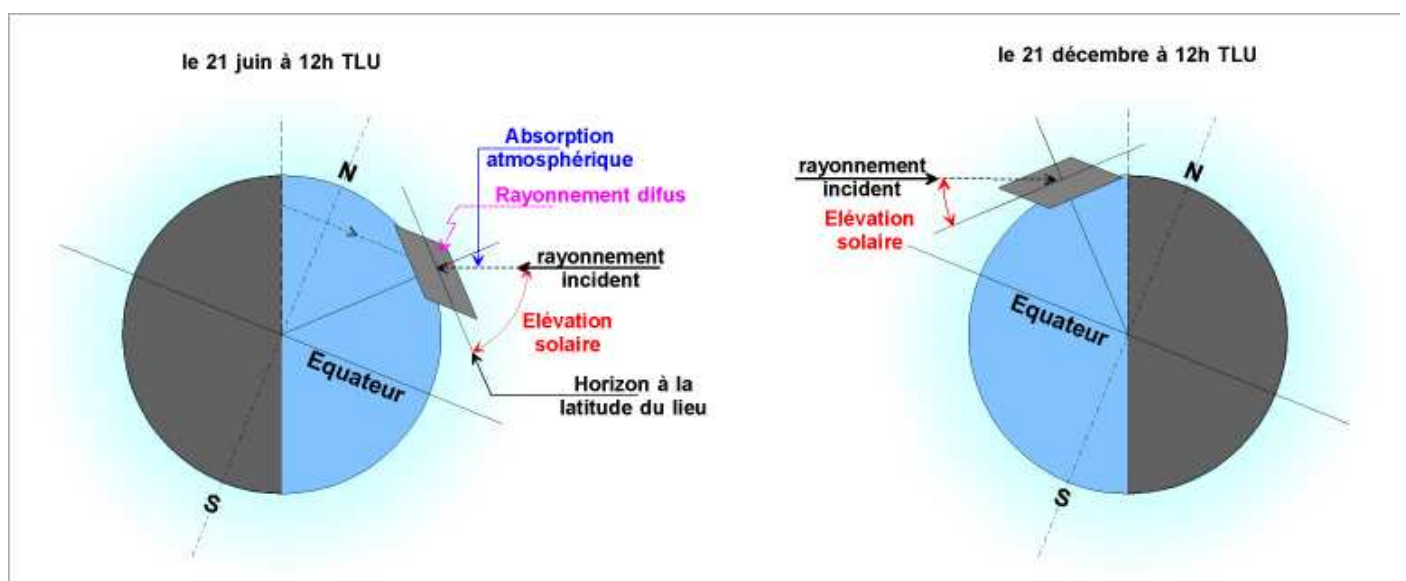 le 21 juin à 12h TLU
N
Absorption
atmosphérique
Rayonnement difus
rayonnement
incident
Elévation
solaire
Equateur
Horizon à la
latitude du lieu
S
le 21 décembre à 12h TLU
rayonnement
incident
N
Elévation
solaire
Equateur
S